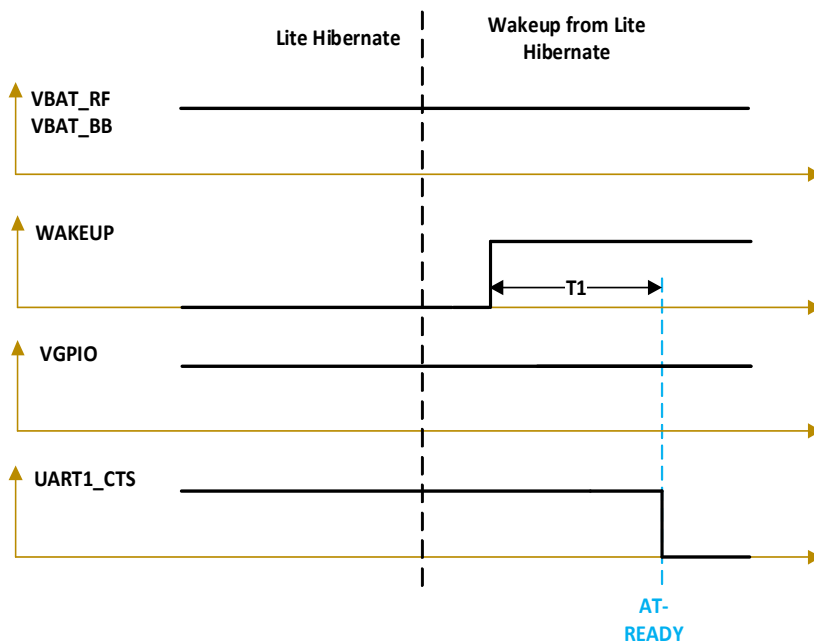 Lite Hibernate
Wakeup from Lite
Hibernate
VBAT_RF
VBAT_BB
WAKEUP
T1
VGPIO
UART1_CTS
AT-
READY